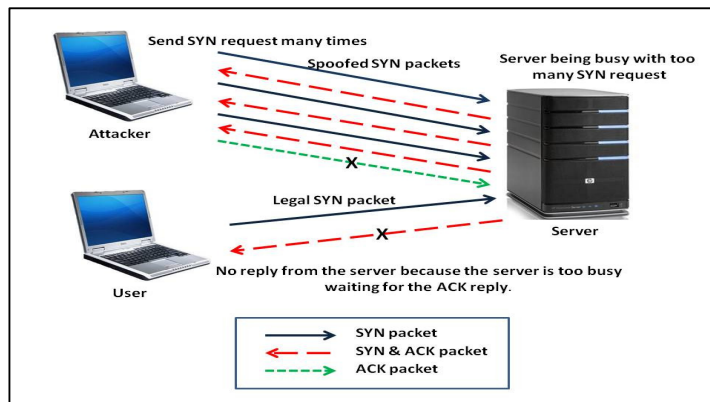 Send SYN request many times
Spoofed SYN packets
Server being busy with too
many SYN request
Attacker
X
Legal SYN packet
X
hp
Server
User
No reply from the server because the server is too busy
waiting for the ACK reply.
SYN packet
SYN & ACK packet
ACK packet